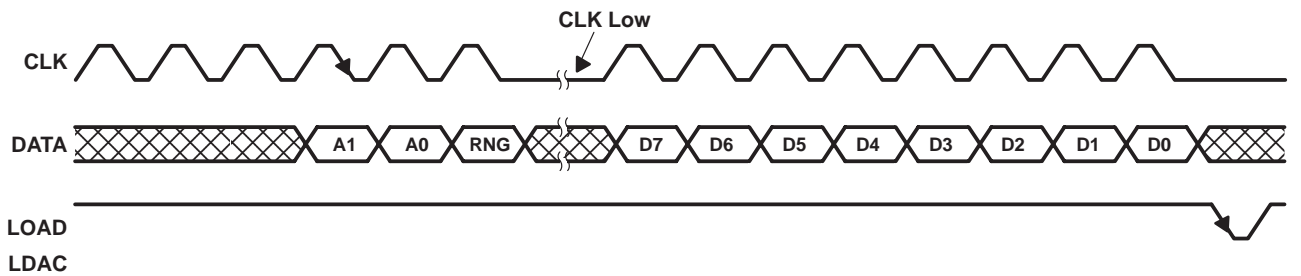 CLK Low
CLK
DATA A1 A0 RNG D7 D6 D5 D4 D3 D2 D1 D0
LOAD
LDAC